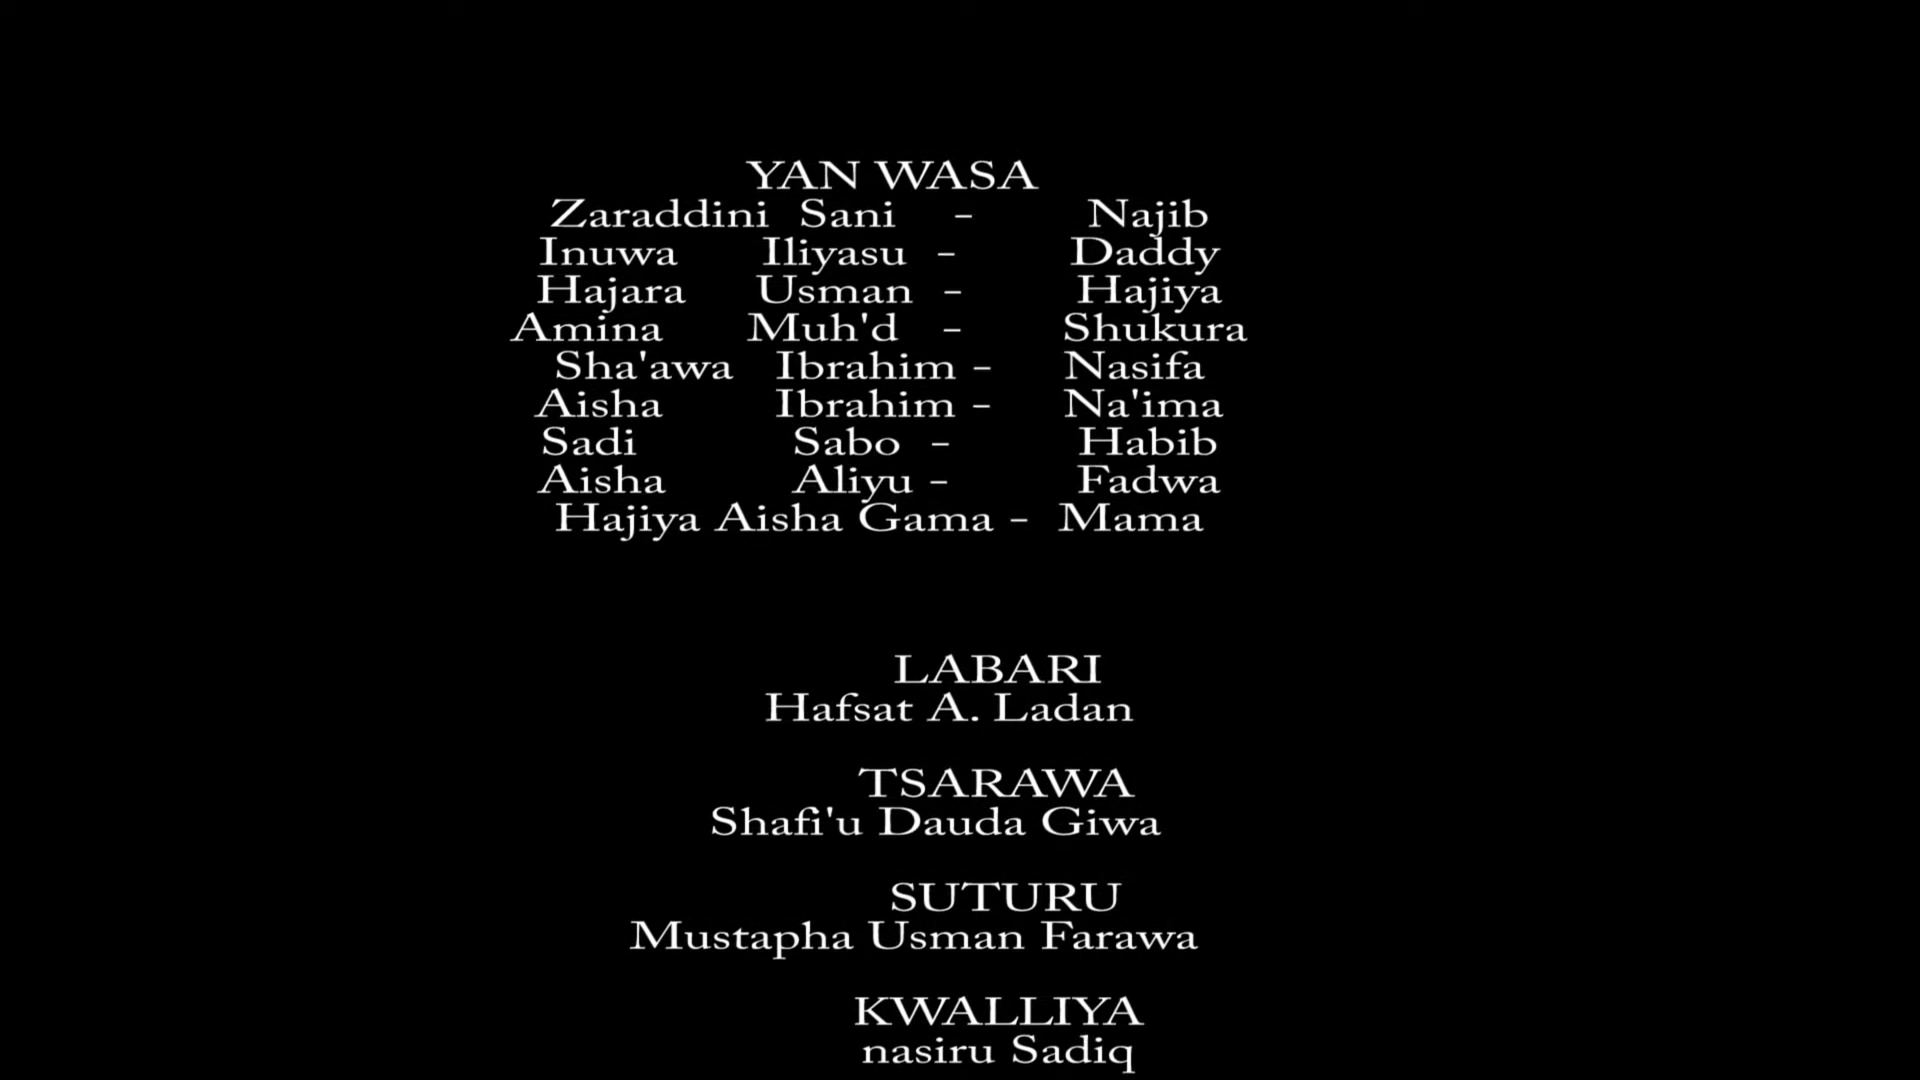 YAN WASA
Zaraddini Sani - Najib
Inuwa Iliyasu - Daddy
Hajara Usman - Hajiya
Amina Muh'd - Shukura
Sha'awa Ibrahim - Nasifa
Aisha Ibrahim - Na'ima
Sadi Sabo - Habib
Aisha Aliyu - Fadwa
Hajiya Aisha Gama - Mama
LABARI
Hafsat A. Ladan
TSARAWA
Shafi'u Dauda Giwa
SUTURU
Mustapha Usman Farawa
KWALLIYA
nasiru Sadiq